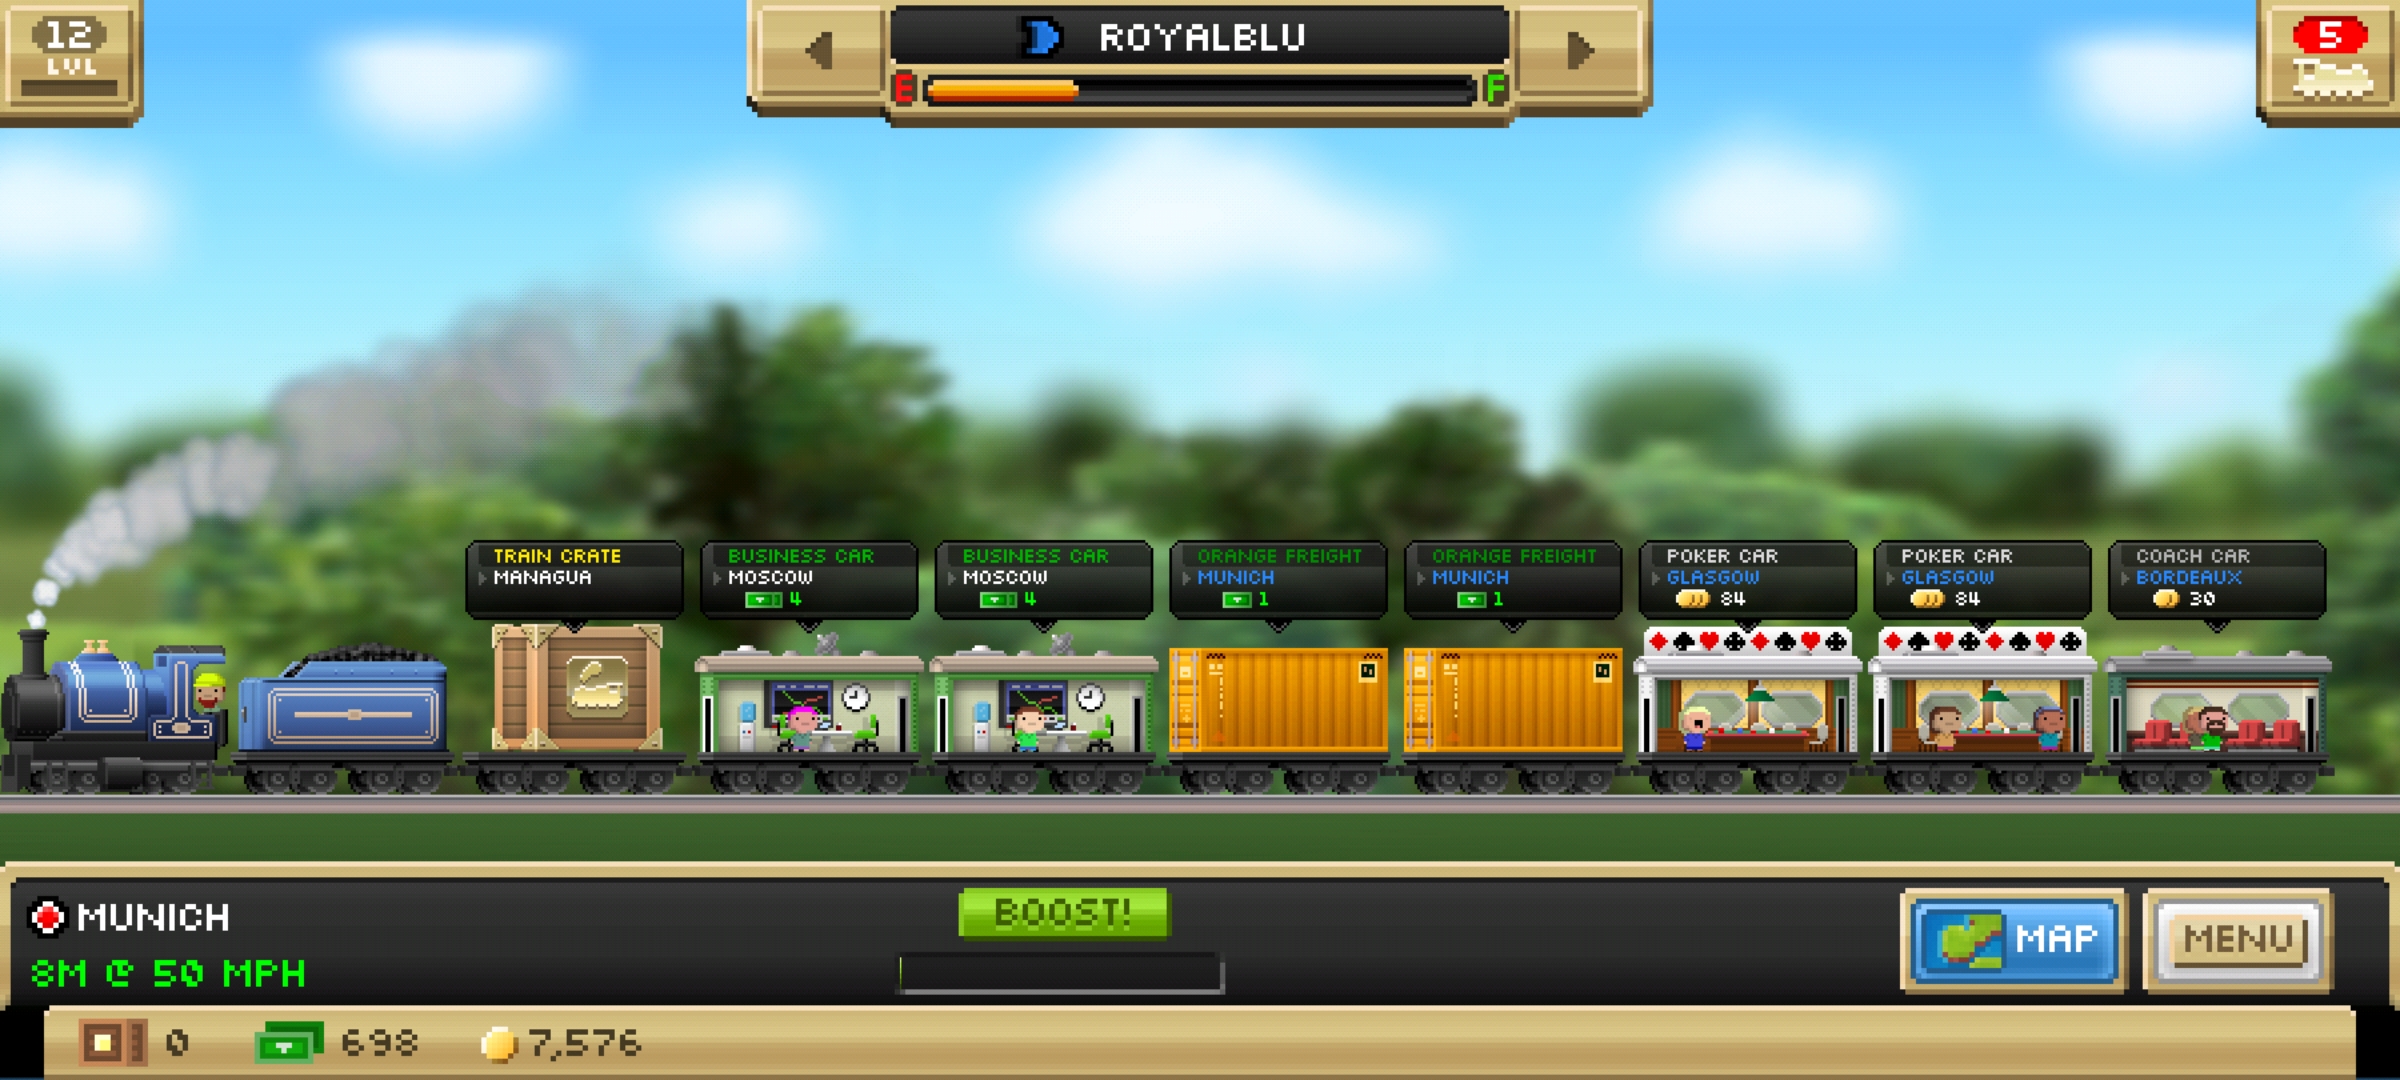 12
LVL
ROYALBLU
E
F
5
TRAIN CRATE
MANAGUA
BUSINESS CAR
MOSCOW
4
BUSINESS CAR
MOSCOW
4
ORANGE FREIGHT
MUNICH
1
ORANGE FREIGHT
MUNICH
1
POKER CAR
GLASGOW
84
POKER CAR
GLASGOW
84
COACH CAR
BORDEAUX
30
MUNICH
8M @ 50 MPH
BOOST!
MAP
MENU
0
698
7,576